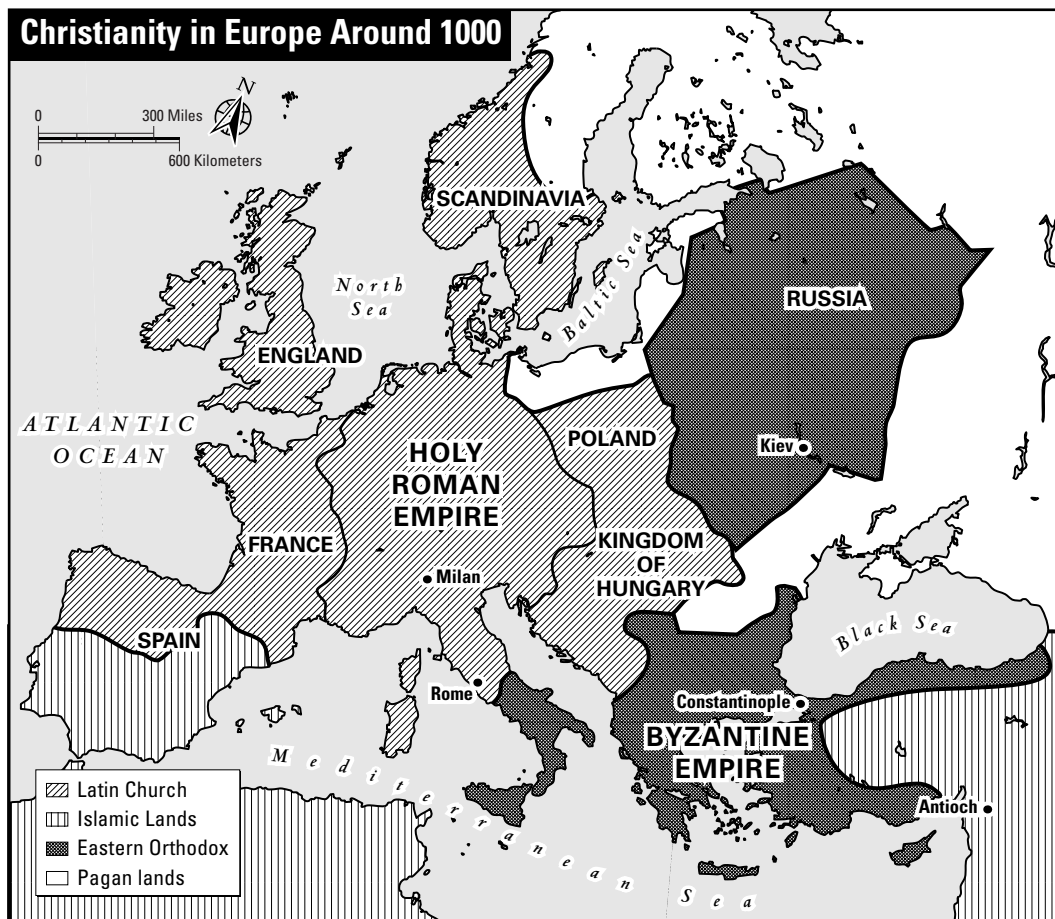 Christianity in Europe Around 1000
N
0 300 Miles
0 600 Kilometers
SCANDINAVIA
North
Sea
Baltic Sea
RUSSIA
ENGLAND
ATLANTIC
OCEAN
POLAND
Kiev
HOLY
ROMAN
EMPIRE
FRANCE
KINGDOM
OF
HUNGARY
Milan
SPAIN
Black Sea
Rome
Constantinople
BYZANTINE
EMPIRE
Antioch
Mediterranean Sea
Latin Church
Islamic Lands
Eastern Orthodox
Pagan lands